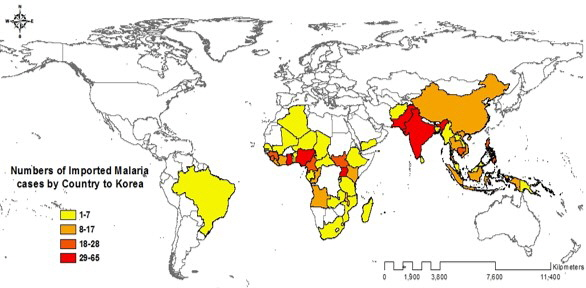 N
W E
S
Numbers of Imported Malaria
cases by Country to Korea
1-7
8-17
18-28
29-65
Kilometers
0 1,900 3,800 7,600 11,400